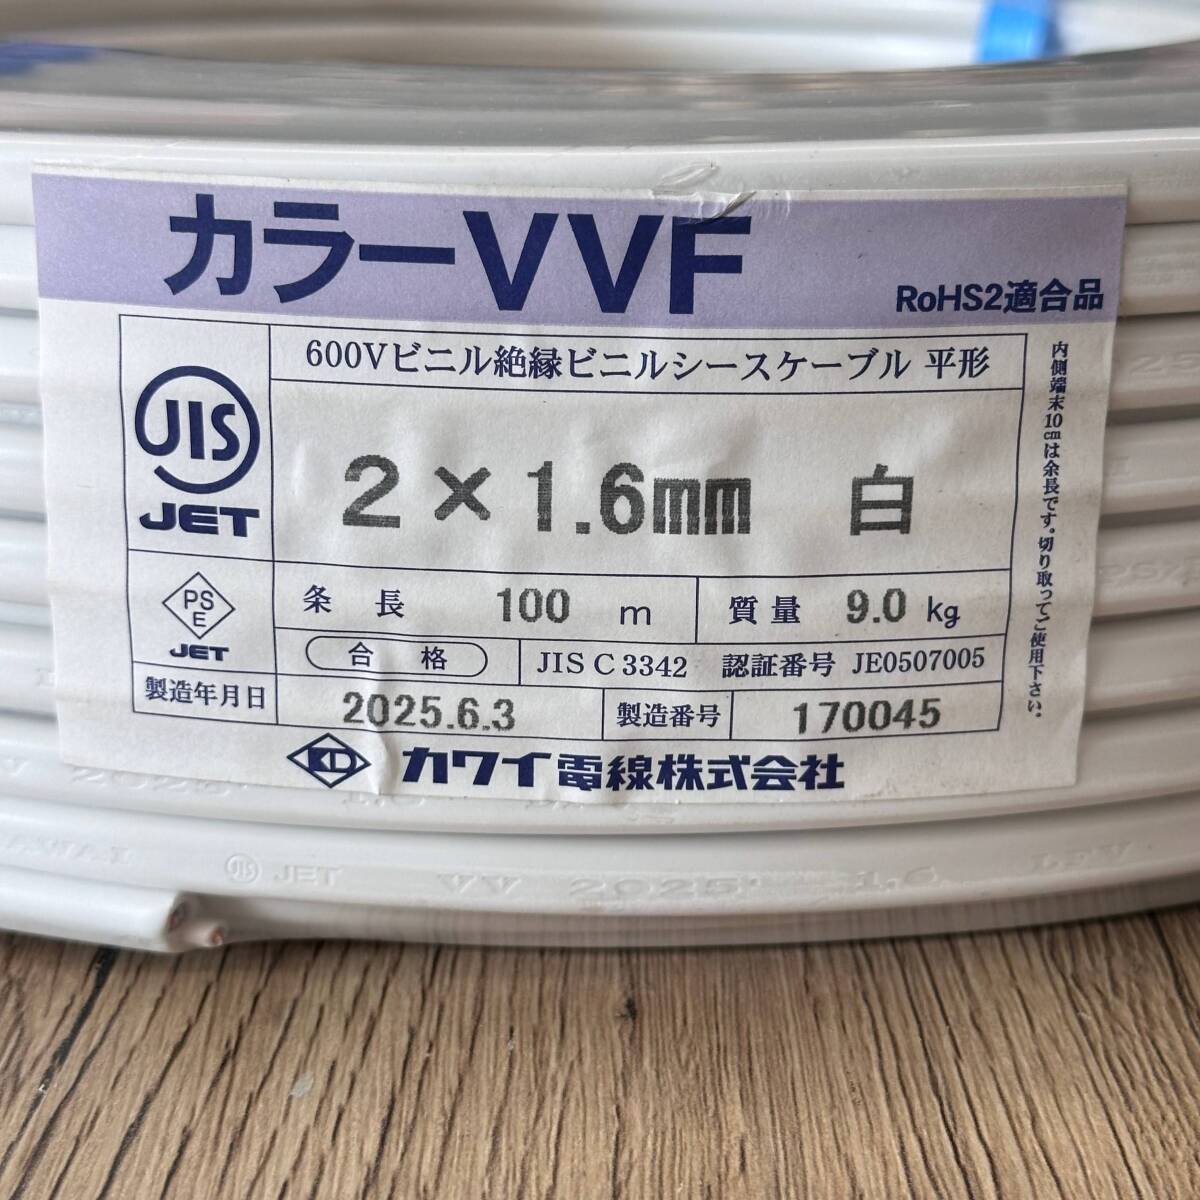 カラーVVF
RoHS2適合品
JIS
JET
600Vビニル絶縁ビニルシースケーブル 平形
2×1.6mm 白
内側端末10cmは余長です。切り取ってご使用下さい。
PS
E
JET
条長 100 m
質量 9.0 kg
合格
JIS C 3342 認証番号 JE0507005
製造年月日
2025.6.3
製造番号
170045
KD カワイ電線株式会社
V 2025' 1.6
JIS JET VV 2025' 1.6 LFV